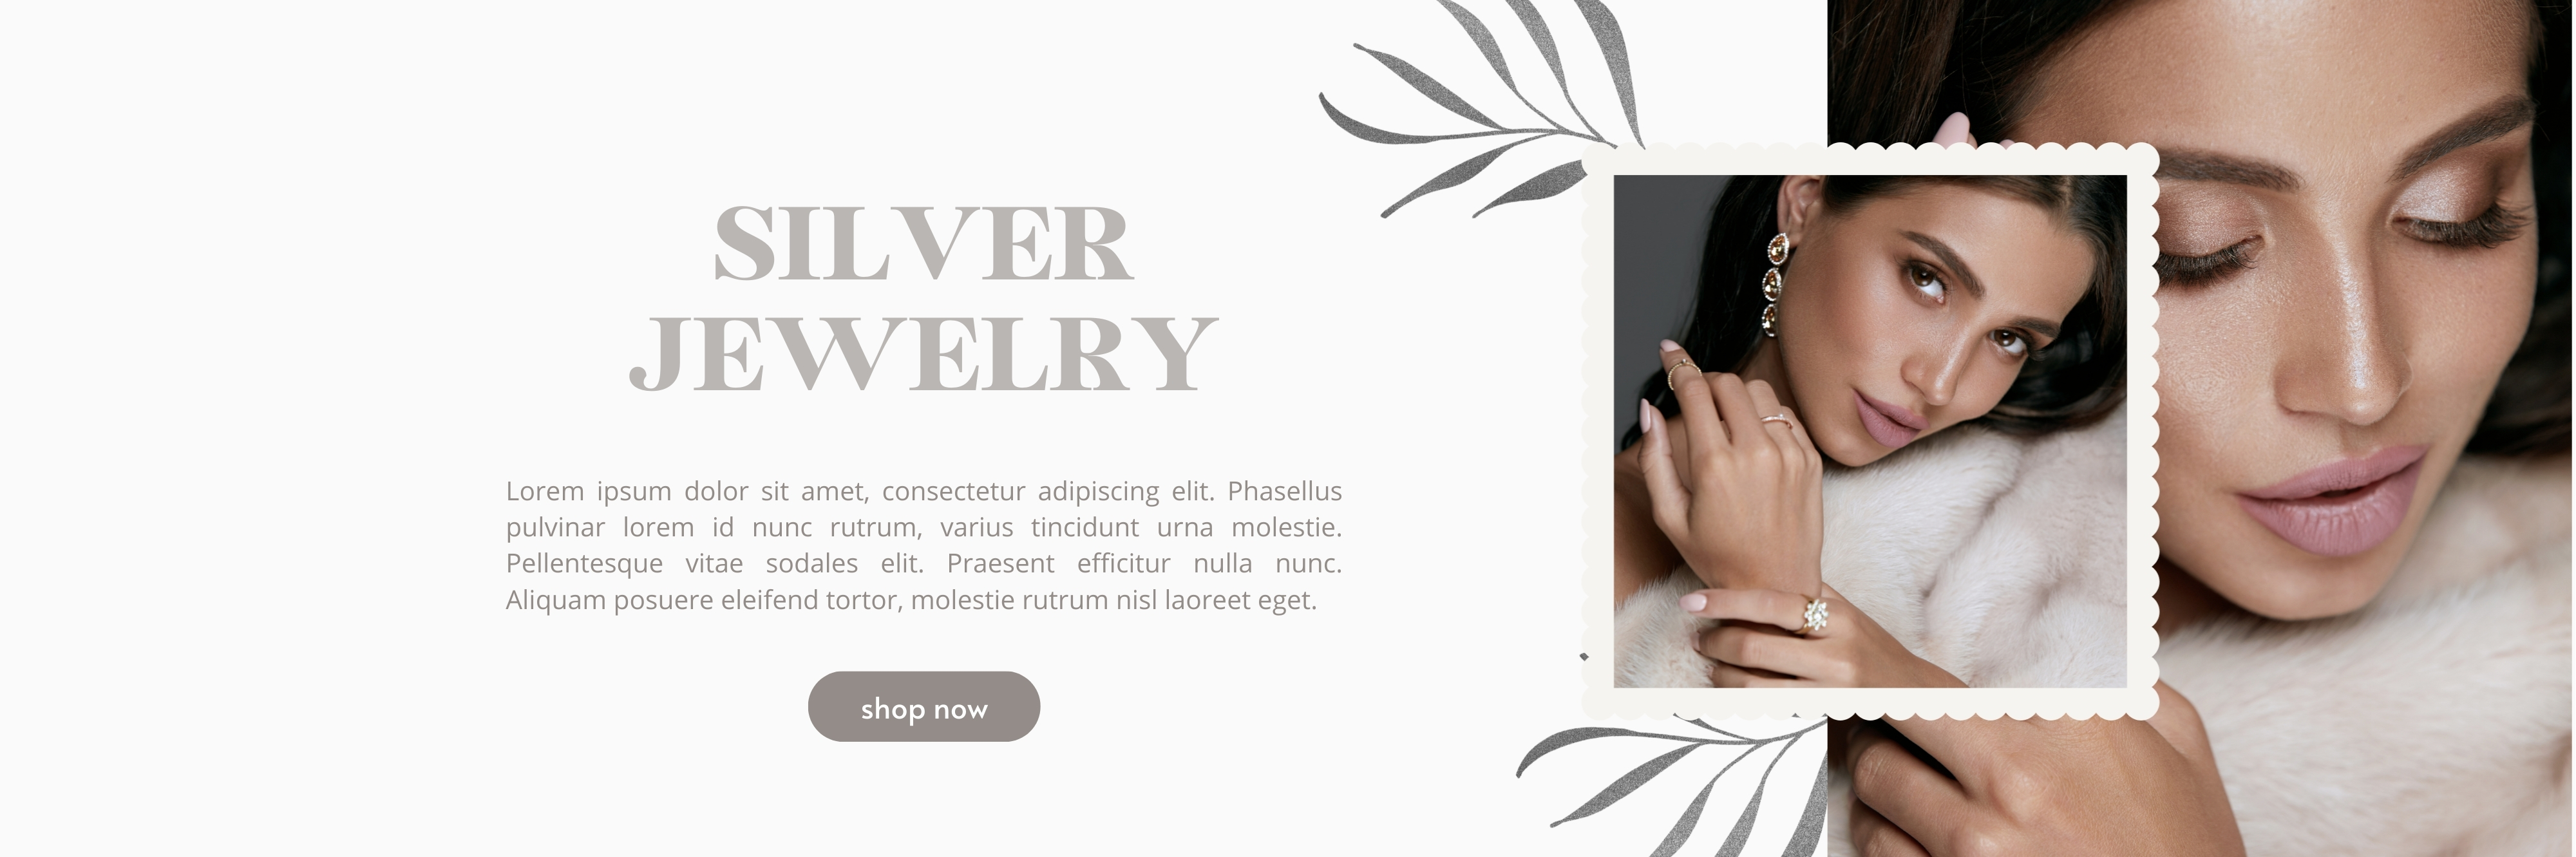 SILVER
JEWELRY
Lorem ipsum dolor sit amet, consectetur adipiscing elit. Phasellus
pulvinar lorem id nunc rutrum, varius tincidunt urna molestie.
Pellentesque vitae sodales elit. Praesent efficitur nulla nunc.
Aliquam posuere eleifend tortor, molestie rutrum nisl laoreet eget.
shop now